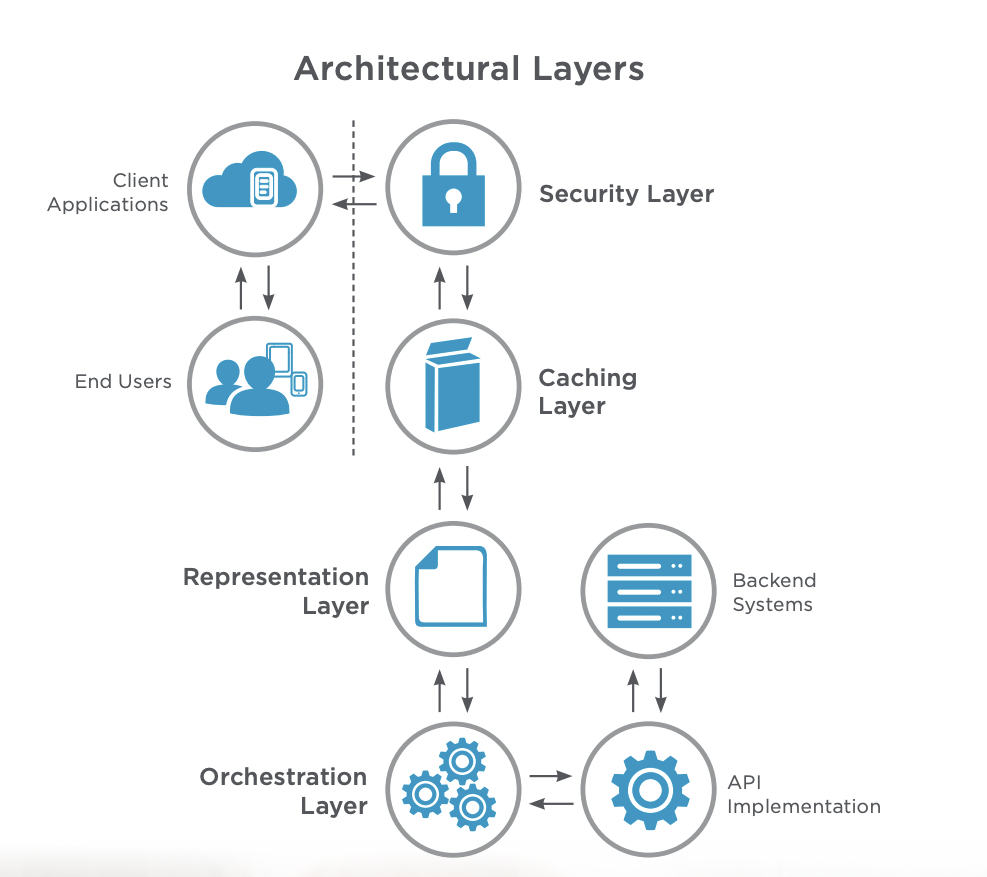 Architectural Layers
Client
Applications
Security Layer
End Users
Caching
Layer
Representation
Layer
Backend
Systems
Orchestration
Layer
API
Implementation